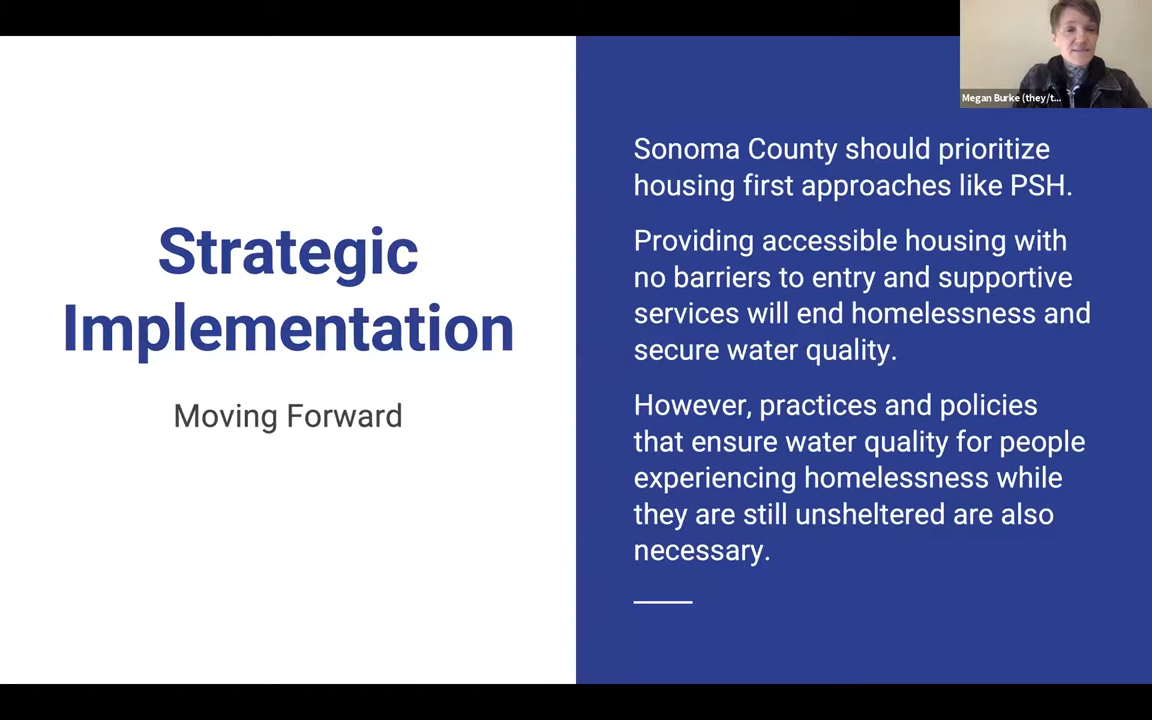 Strategic
Implementation
Moving Forward
Megan Burke (they/t...
Sonoma County should prioritize
housing first approaches like PSH.
Providing accessible housing with
no barriers to entry and supportive
services will end homelessness and
secure water quality.
However, practices and policies
that ensure water quality for people
experiencing homelessness while
they are still unsheltered are also
necessary.